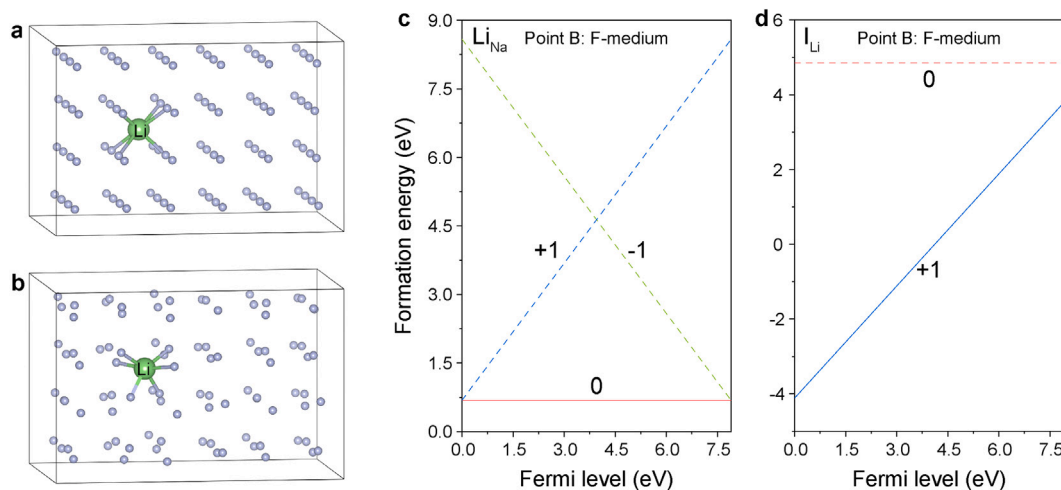 a
Li
b
Li
c
Li_Na Point B: F-medium
Formation energy (eV)
9.0
7.5
6.0
4.5
3.0
1.5
0.0
+1
-1
0
0.0 1.5 3.0 4.5 6.0 7.5
Fermi level (eV)
d
I_Li Point B: F-medium
6
4
2
0
-2
-4
0
+1
0.0 1.5 3.0 4.5 6.0 7.5
Fermi level (eV)